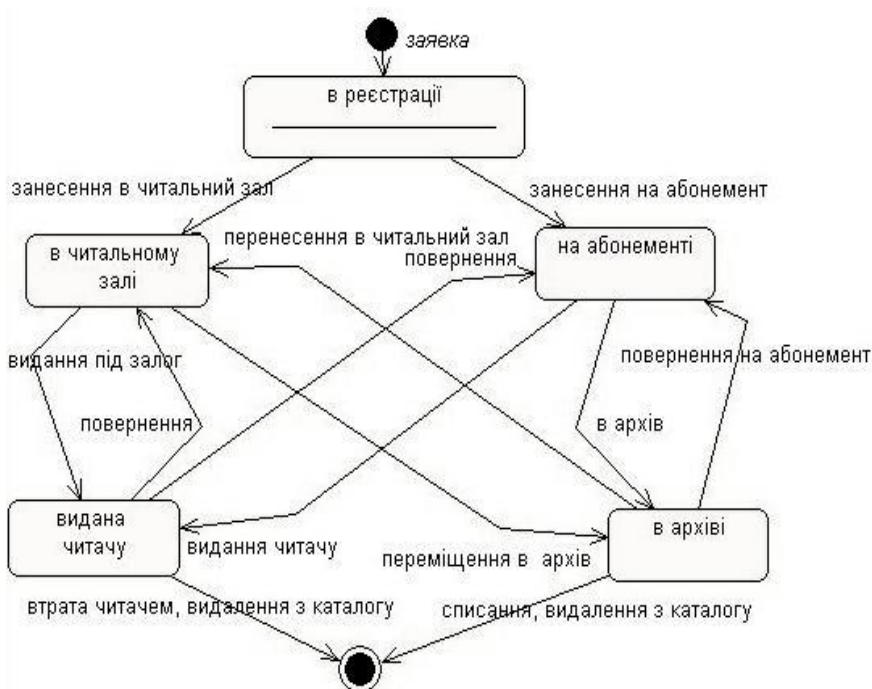 заявка
в реєстрації
занесення в читальний зал
занесення на абонемент
в читальному
залі
перенесення в читальний зал
повернення
на абонементі
видання під залог
повернення на абонемент
повернення
в архів
видана
читачу
видання читачу
переміщення в архів
в архіві
втрата читачем, видалення з каталогу
списання, видалення з каталогу